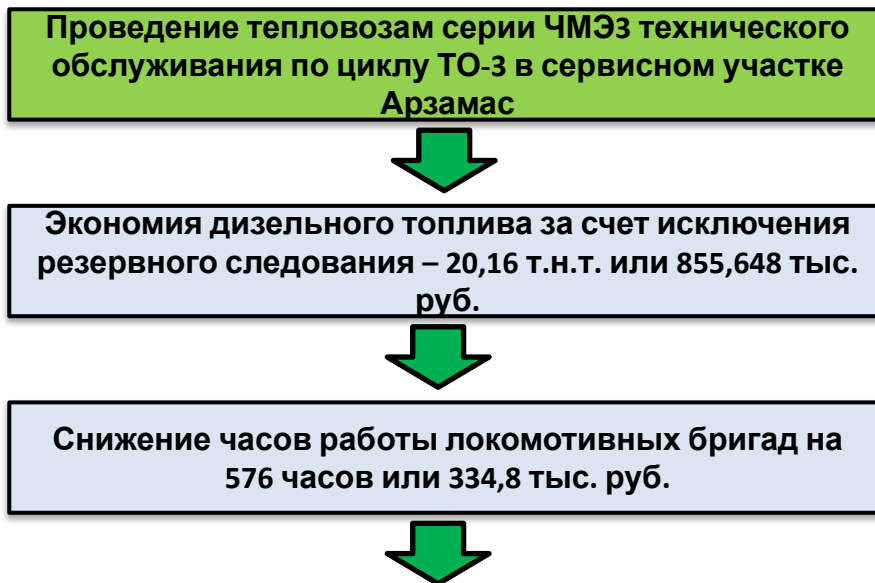 Проведение тепловозам серии ЧМЭ3 технического
обслуживания по циклу ТО-3 в сервисном участке
Арзамас
Экономия дизельного топлива за счет исключения
резервного следования – 20,16 т.н.т. или 855,648 тыс.
руб.
Снижение часов работы локомотивных бригад на
576 часов или 334,8 тыс. руб.